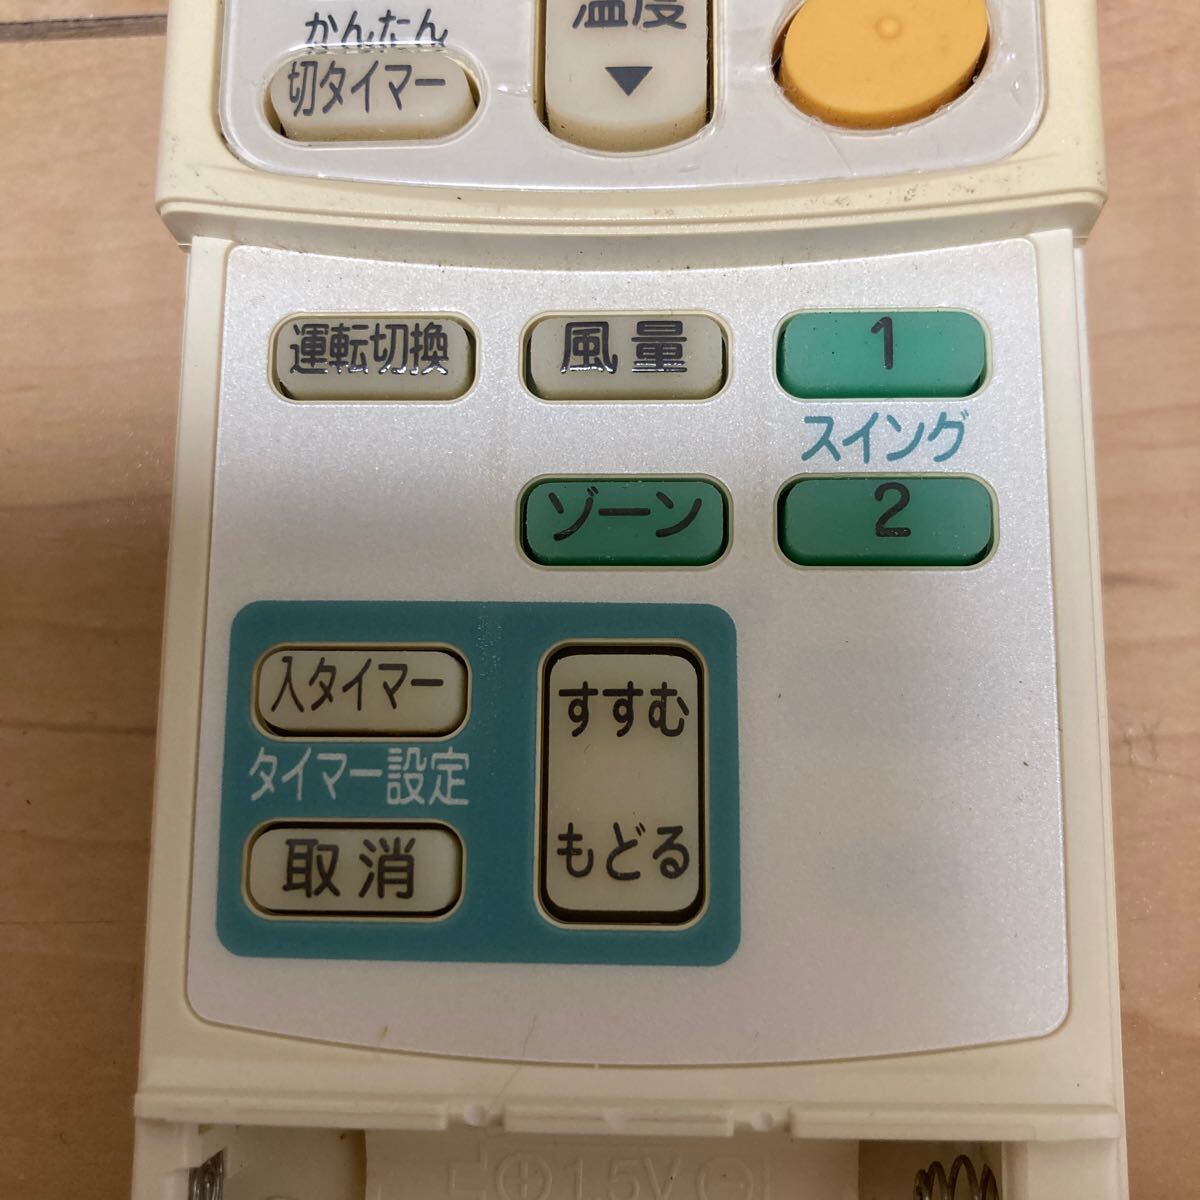 かんたん
切タイマー
温度
▼
運転切換
風量
1
スイング
ゾーン
2
入タイマー
タイマー設定
取消
すすむ
もどる
1.5V